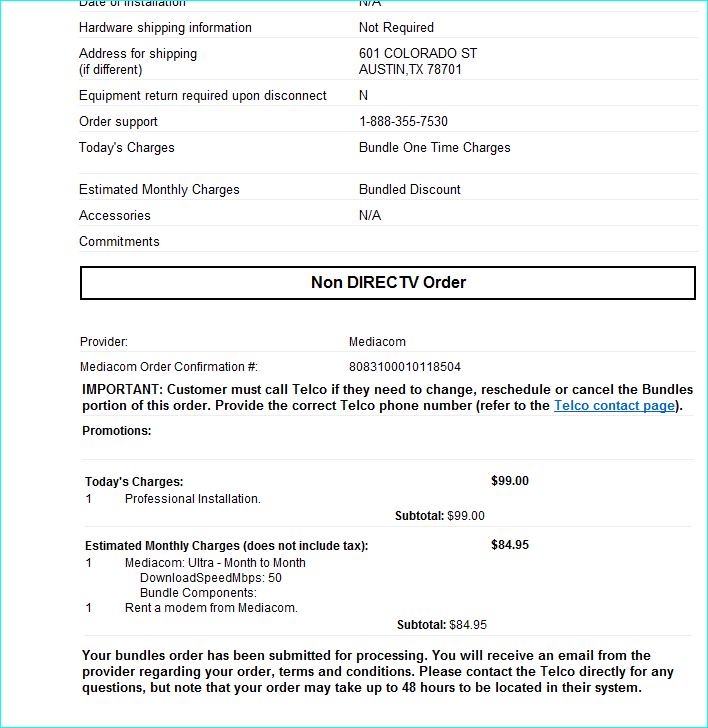 Date of Installation N/A
Hardware shipping information Not Required
Address for shipping 601 COLORADO ST
(if different) AUSTIN,TX 78701
Equipment return required upon disconnect N
Order support 1-888-355-7530
Today's Charges Bundle One Time Charges
Estimated Monthly Charges Bundled Discount
Accessories N/A
Commitments
Non DIRECTV Order
Provider: Mediacom
Mediacom Order Confirmation #: 8083100010118504
IMPORTANT: Customer must call Telco if they need to change, reschedule or cancel the Bundles
portion of this order. Provide the correct Telco phone number (refer to the Telco contact page).
Promotions:
Today's Charges: $99.00
1 Professional Installation.
Subtotal: $99.00
Estimated Monthly Charges (does not include tax): $84.95
1 Mediacom: Ultra - Month to Month
DownloadSpeedMbps: 50
Bundle Components:
1 Rent a modem from Mediacom.
Subtotal: $84.95
Your bundles order has been submitted for processing. You will receive an email from the
provider regarding your order, terms and conditions. Please contact the Telco directly for any
questions, but note that your order may take up to 48 hours to be located in their system.